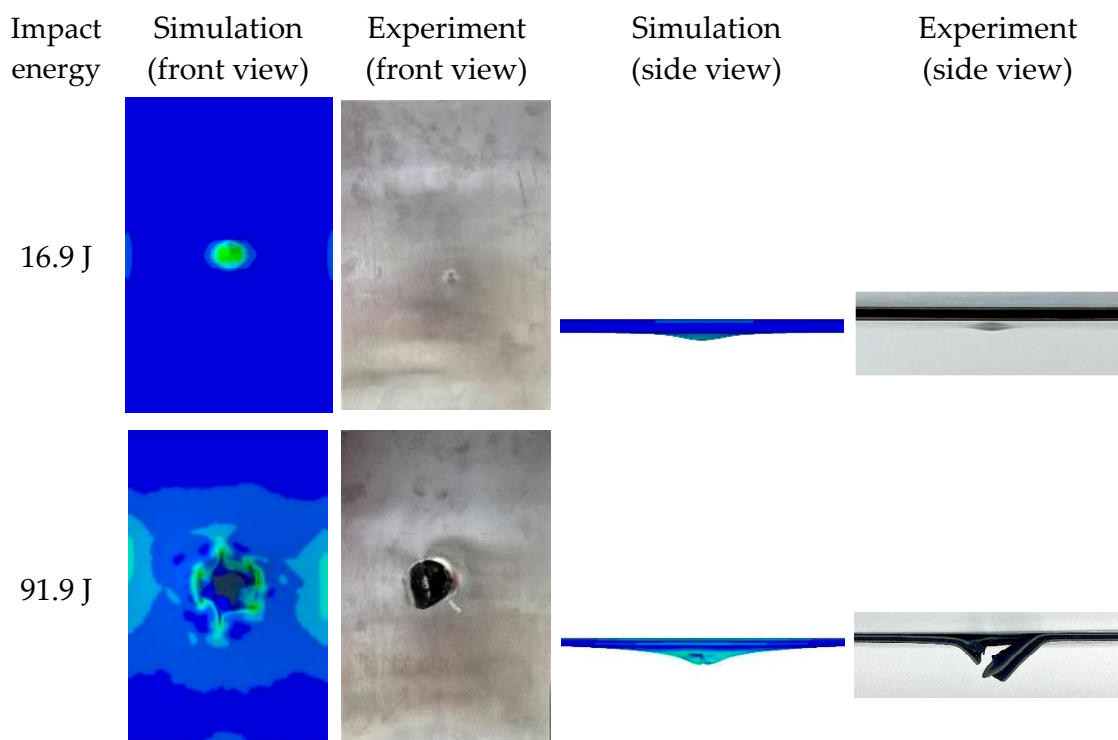 Impact energy
Simulation (front view)
Experiment (front view)
Simulation (side view)
Experiment (side view)
16.9 J
91.9 J